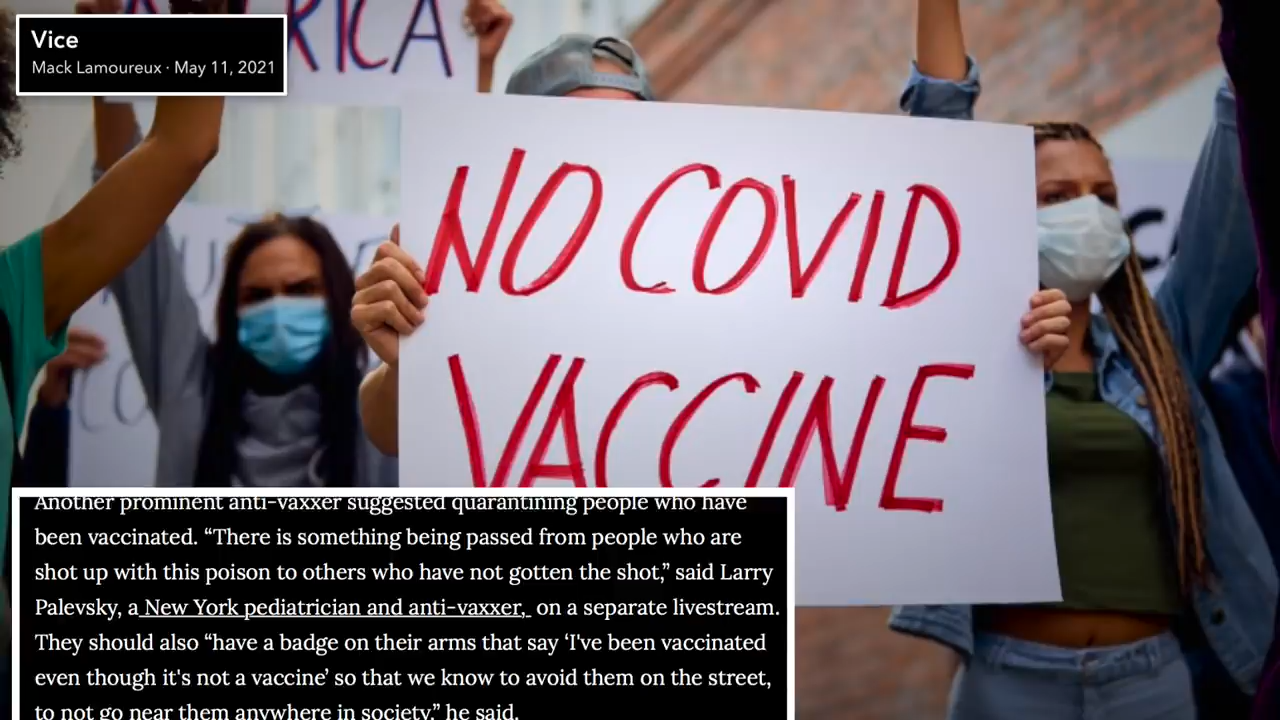 Vice
Mack Lamoureux · May 11, 2021
RICA
NO COVID
VACCINE
Another prominent anti-vaxxer suggested quarantining people who have
been vaccinated. “There is something being passed from people who are
shot up with this poison to others who have not gotten the shot,” said Larry
Palevsky, a New York pediatrician and anti-vaxxer, on a separate livestream.
They should also “have a badge on their arms that say ‘I've been vaccinated
even though it's not a vaccine’ so that we know to avoid them on the street,
to not go near them anywhere in society,” he said.